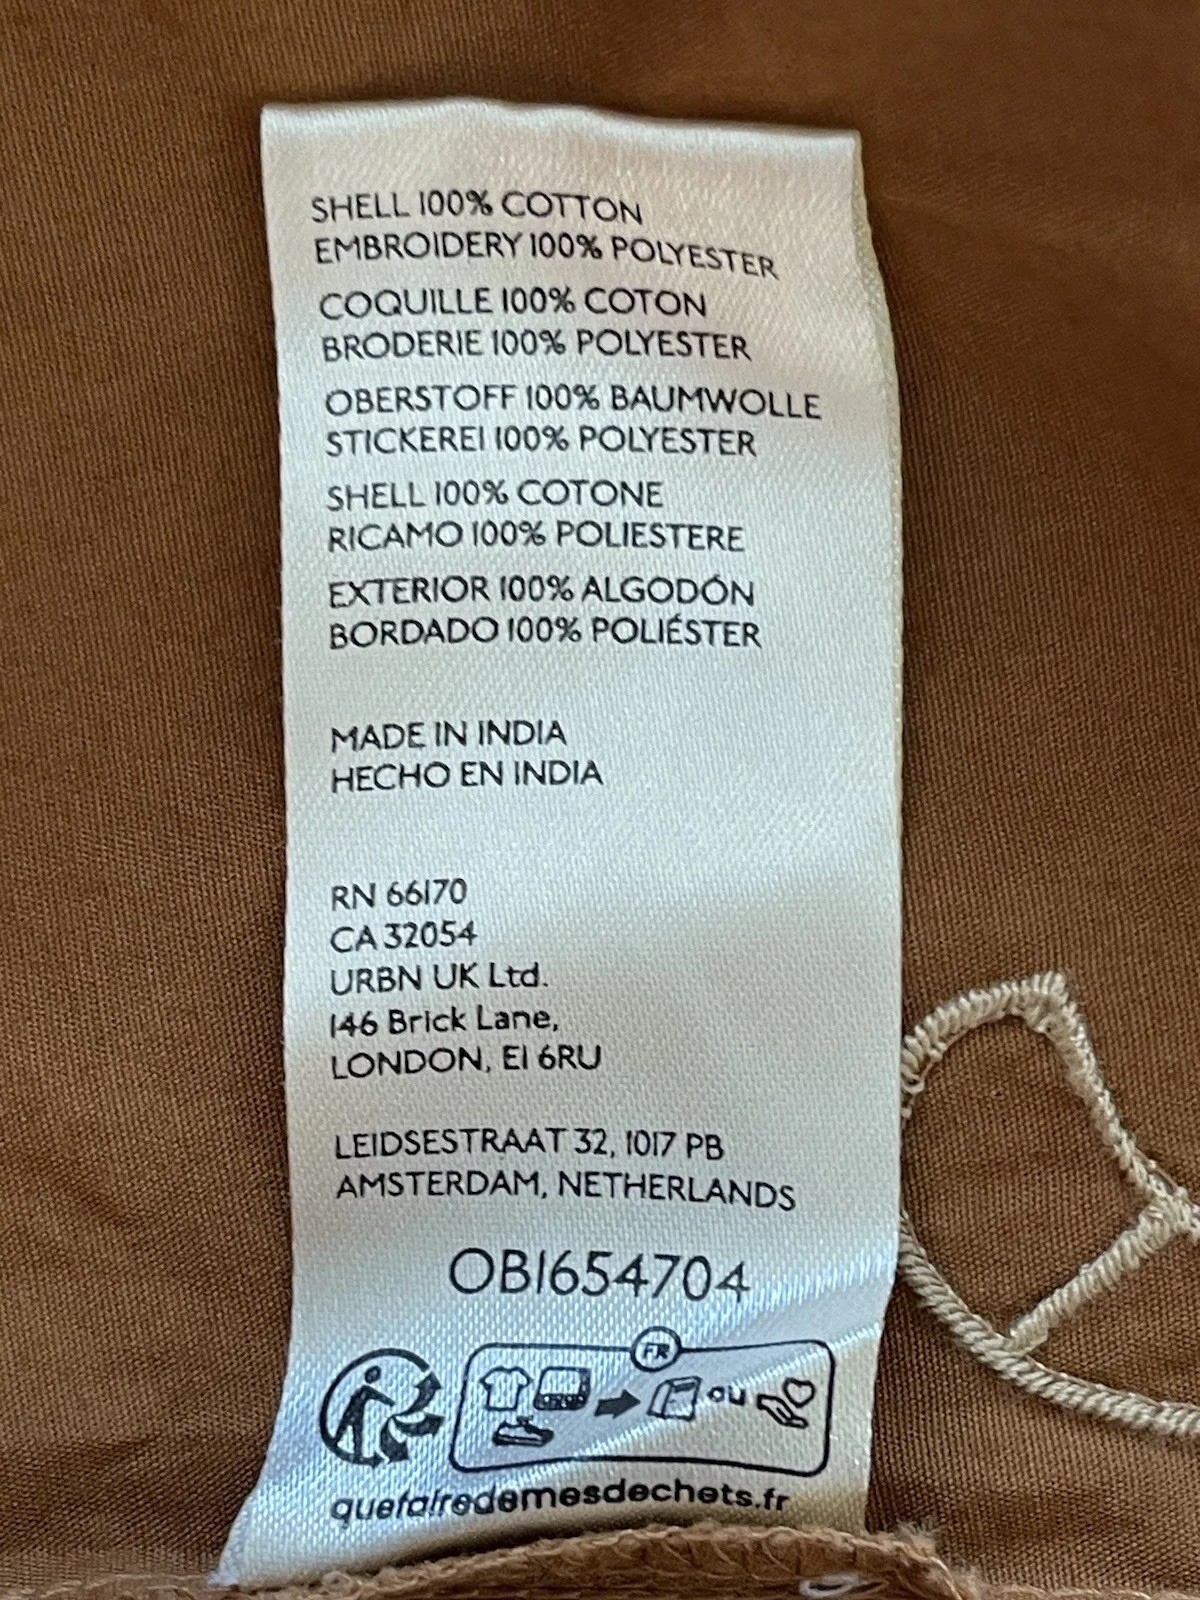 SHELL 100% COTTON
EMBROIDERY 100% POLYESTER
COQUILLE 100% COTON
BRODERIE 100% POLYESTER
OBERSTOFF 100% BAUMWOLLE
STICKEREI 100% POLYESTER
SHELL 100% COTONE
RICAMO 100% POLIESTERE
EXTERIOR 100% ALGODÓN
BORDADO 100% POLIÉSTER
MADE IN INDIA
HECHO EN INDIA
RN 66170
CA 32054
URBN UK Ltd.
146 Brick Lane,
LONDON, E1 6RU
LEIDSESTRAAT 32, 1017 PB
AMSTERDAM, NETHERLANDS
OB1654704
FR
ou
quefairedemesdechets.fr